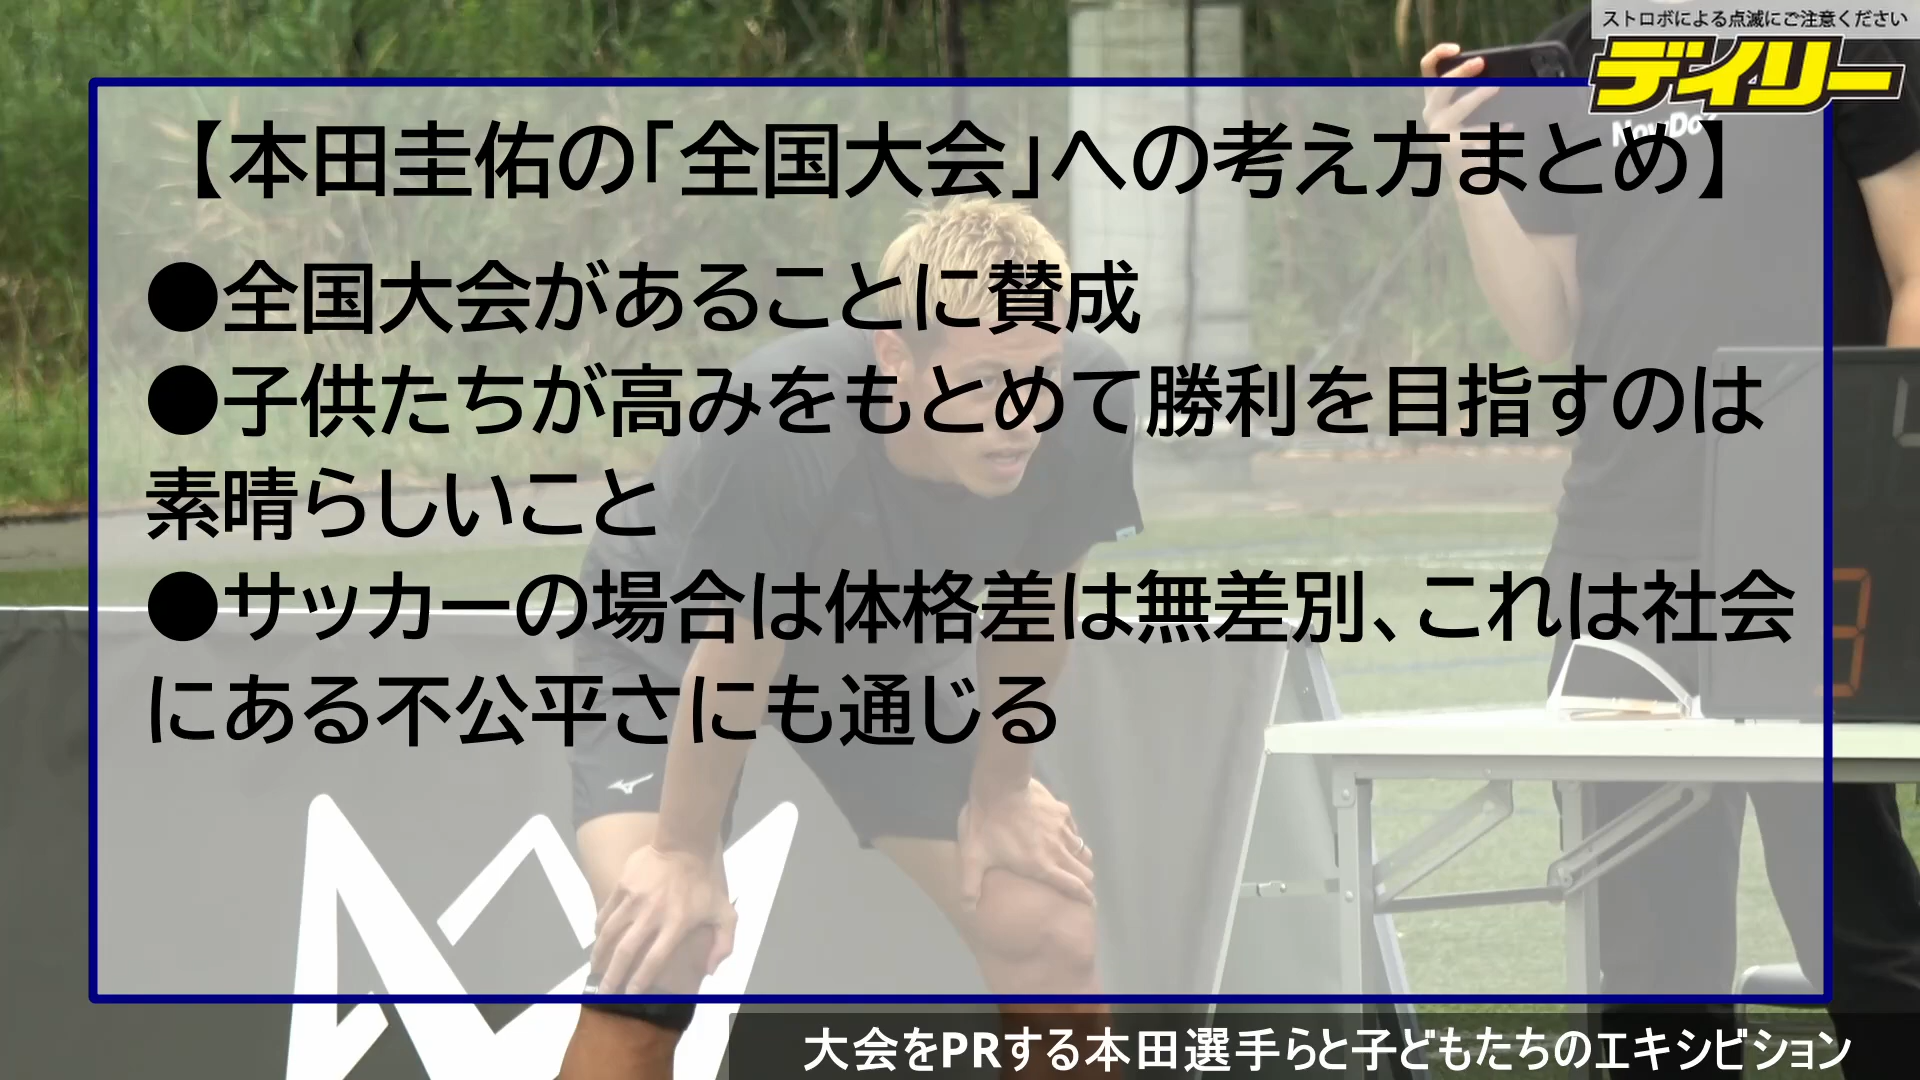 ストロボによる点滅にご注意ください
デイリー
NowDo
【本田圭佑の｢全国大会｣への考え方まとめ】
●全国大会があることに賛成
●子供たちが高みをもとめて勝利を目指すのは
素晴らしいこと
●サッカーの場合は体格差は無差別、これは社会
にある不公平さにも通じる
3
大会をPRする本田選手らと子どもたちのエキシビション